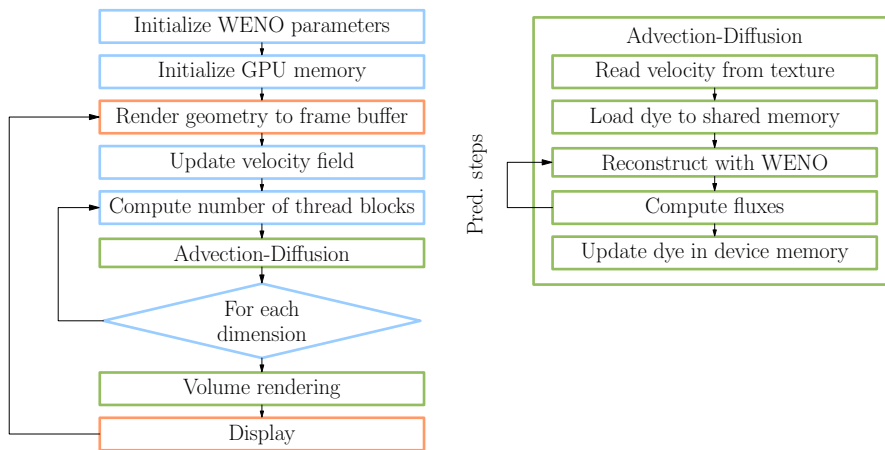 Initialize WENO parameters
Initialize GPU memory
Render geometry to frame buffer
Update velocity field
Compute number of thread blocks
Advection-Diffusion
For each
dimension
Volume rendering
Display
Advection-Diffusion
Read velocity from texture
Load dye to shared memory
Reconstruct with WENO
Compute fluxes
Update dye in device memory
Pred. steps